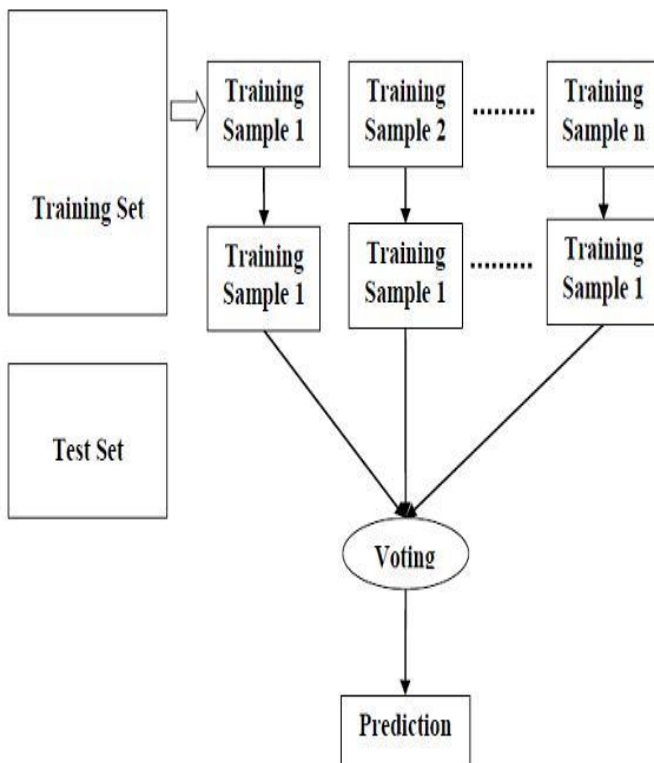 Training Set
Training
Sample 1
Training
Sample 2
Training
Sample n
Training
Sample 1
Training
Sample 1
Training
Sample 1
Test Set
Voting
Prediction